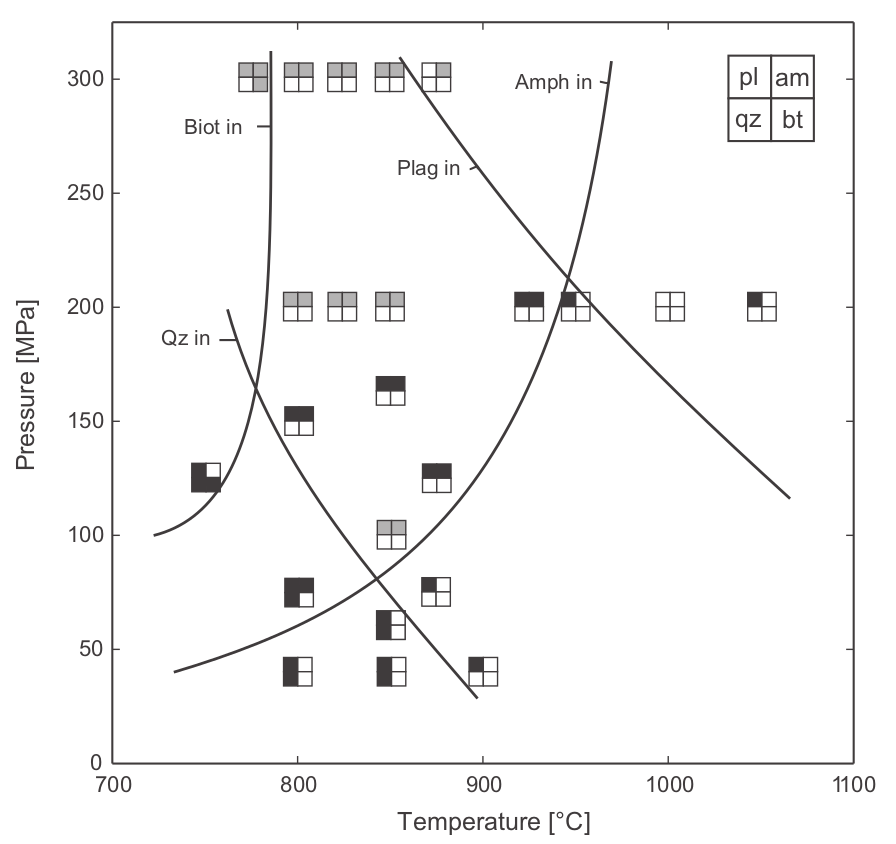 300
250
200
150
100
50
0
Pressure [MPa]
700 800 900 1000 1100
Temperature [°C]
Biot in
Plag in
Amph in
Qz in
pl am
qz bt